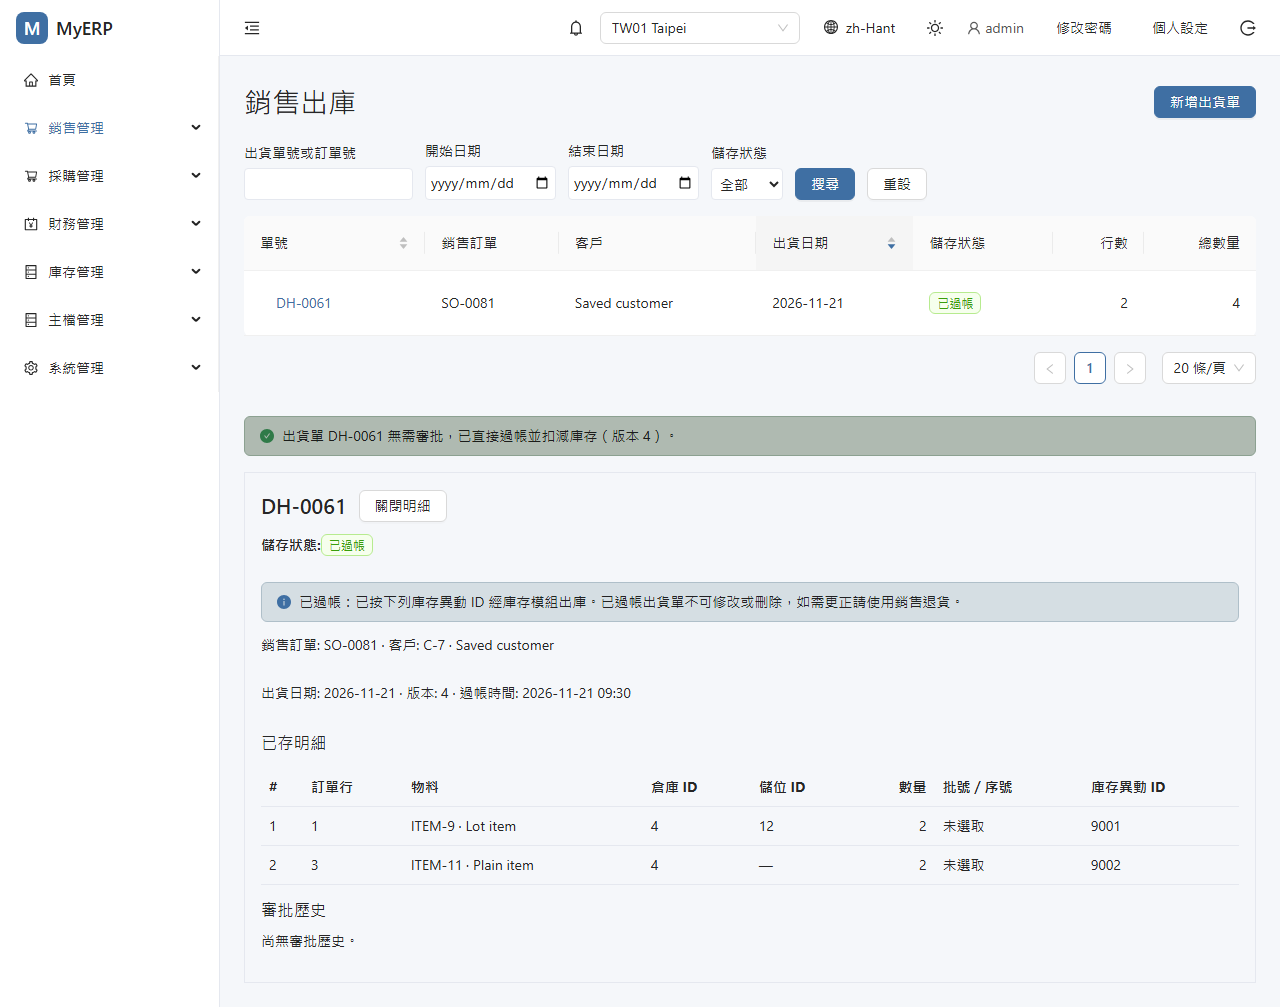 M MyERP
TW01 Taipei
zh-Hant
admin
修改密碼
個人設定
首頁
銷售管理
採購管理
財務管理
庫存管理
主檔管理
系統管理
銷售出庫
新增出貨單
出貨單號或訂單號
開始日期
結束日期
儲存狀態
yyyy/mm/dd
yyyy/mm/dd
全部
搜尋
重設
單號 銷售訂單 客戶 出貨日期 儲存狀態 行數 總數量
DH-0061 SO-0081 Saved customer 2026-11-21 已過帳 2 4
1
20 條/頁
出貨單 DH-0061 無需審批，已直接過帳並扣減庫存（版本 4）。
DH-0061 關閉明細
儲存狀態:已過帳
已過帳：已按下列庫存異動 ID 經庫存模組出庫。已過帳出貨單不可修改或刪除，如需更正請使用銷售退貨。
銷售訂單: SO-0081 · 客戶: C-7 · Saved customer
出貨日期: 2026-11-21 · 版本: 4 · 過帳時間: 2026-11-21 09:30
已存明細
# 訂單行 物料 倉庫 ID 儲位 ID 數量 批號 / 序號 庫存異動 ID
1 1 ITEM-9 · Lot item 4 12 2 未選取 9001
2 3 ITEM-11 · Plain item 4 — 2 未選取 9002
審批歷史
尚無審批歷史。